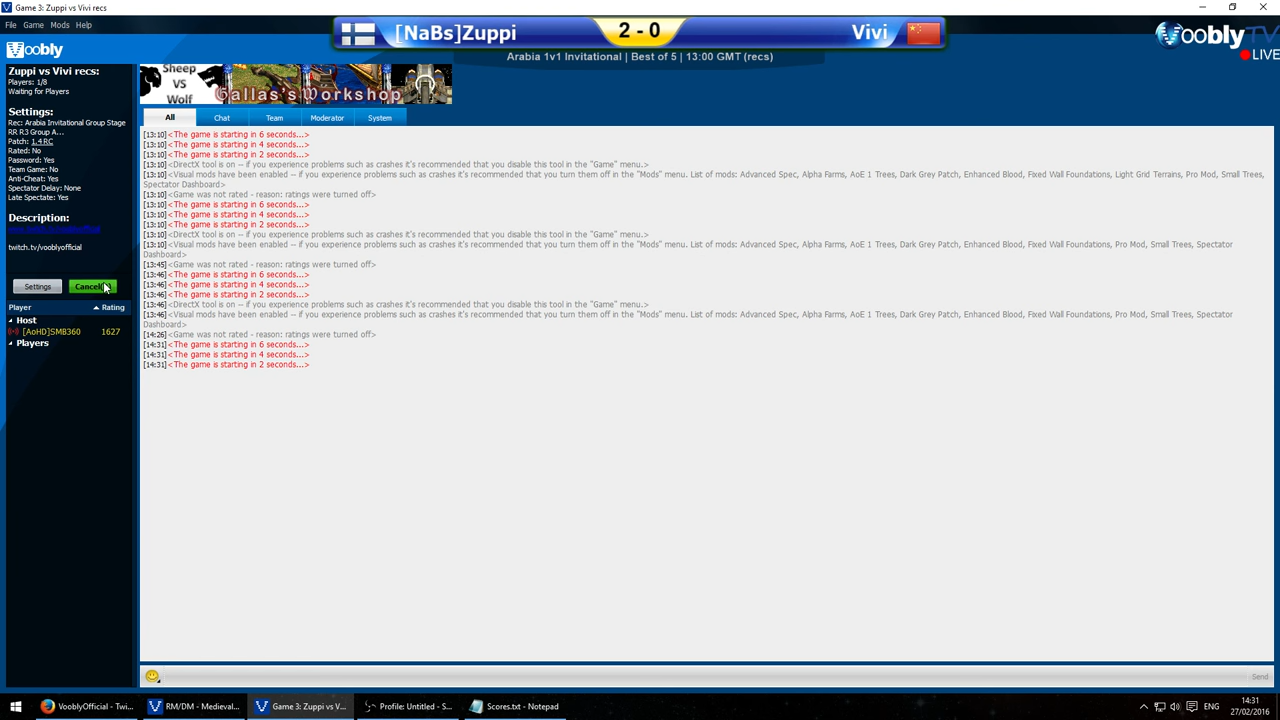 Game 3: Zuppi vs Vivi recs
File Game Mods Help
[NaBs]Zuppi 2 - 0 Vivi
Arabia 1v1 Invitational | Best of 5 | 13:00 GMT (recs)
VooblyTV
LIVE
Voobly
Zuppi vs Vivi recs:
Players: 1/8
Waiting for Players
Settings:
Rec: Arabia Invitational Group Stage
RR R3 Group A...
Patch: 1.4 RC
Rated: No
Password: Yes
Team Game: No
Anti-Cheat: Yes
Spectator Delay: None
Late Spectate: Yes
Description:
twitch.tv/vooblyofficial
Settings
Player Rating
Host
[AoHD]SMB360 1627
Players
Sheep
VS
Wolf
Gallas's Workshop
All Chat Team Moderator System
[13:10]<The game is starting in 6 seconds...>
[13:10]<The game is starting in 4 seconds...>
[13:10]<The game is starting in 2 seconds...>
[13:10]<DirectX tool is on -- if you experience problems such as crashes it's recommended that you disable this tool in the "Game" menu.>
[13:10]<Visual mods have been enabled -- if you experience problems such as crashes it's recommended that you turn them off in the "Mods" menu. List of mods: Advanced Spec, Alpha Farms, AoE 1 Trees, Dark Grey Patch, Enhanced Blood, Fixed Wall Foundations, Light Grid Terrains, Pro Mod, Small Trees,
Spectator Dashboard>
[13:10]<Game was not rated - reason: ratings were turned off>
[13:10]<The game is starting in 6 seconds...>
[13:10]<The game is starting in 4 seconds...>
[13:10]<The game is starting in 2 seconds...>
[13:10]<DirectX tool is on -- if you experience problems such as crashes it's recommended that you disable this tool in the "Game" menu.>
[13:10]<Visual mods have been enabled -- if you experience problems such as crashes it's recommended that you turn them off in the "Mods" menu. List of mods: Advanced Spec, Alpha Farms, AoE 1 Trees, Dark Grey Patch, Enhanced Blood, Fixed Wall Foundations, Pro Mod, Small Trees, Spectator
Dashboard>
[13:45]<Game was not rated - reason: ratings were turned off>
[13:46]<The game is starting in 6 seconds...>
[13:46]<The game is starting in 4 seconds...>
[13:46]<The game is starting in 2 seconds...>
[13:46]<DirectX tool is on -- if you experience problems such as crashes it's recommended that you disable this tool in the "Game" menu.>
[13:46]<Visual mods have been enabled -- if you experience problems such as crashes it's recommended that you turn them off in the "Mods" menu. List of mods: Advanced Spec, Alpha Farms, AoE 1 Trees, Dark Grey Patch, Enhanced Blood, Fixed Wall Foundations, Pro Mod, Small Trees, Spectator
Dashboard>
[14:26]<Game was not rated - reason: ratings were turned off>
[14:31]<The game is starting in 6 seconds...>
[14:31]<The game is starting in 4 seconds...>
[14:31]<The game is starting in 2 seconds...>
Send
VooblyOfficial - Twi... RM/DM - Medieval... Game 3: Zuppi vs V... Profile: Untitled - S... Scores.txt - Notepad
ENG
14:31
27/02/2016